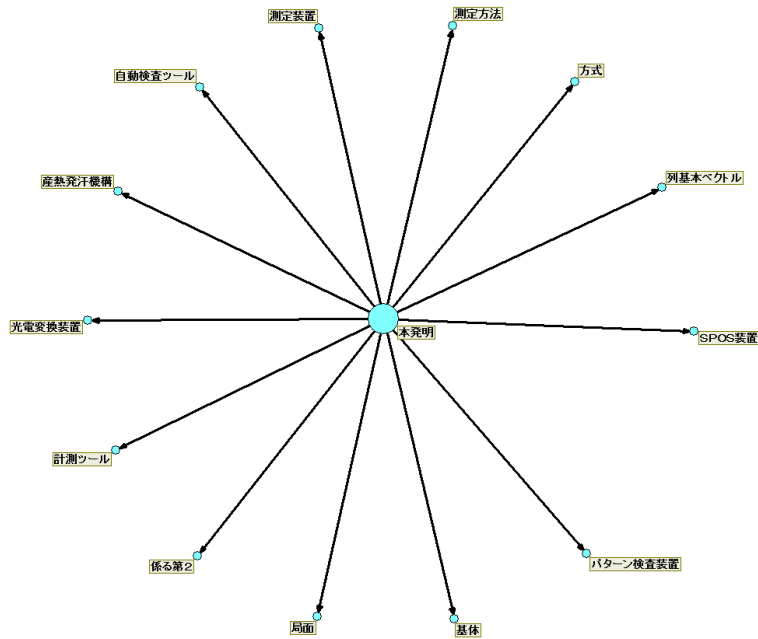 測定装置
測定方法
自動検査ツール
方式
産熱発汗機構
列基本ベクトル
光電変換装置
本発明
SPOS装置
計測ツール
係る第2
パターン検査装置
局面
基体